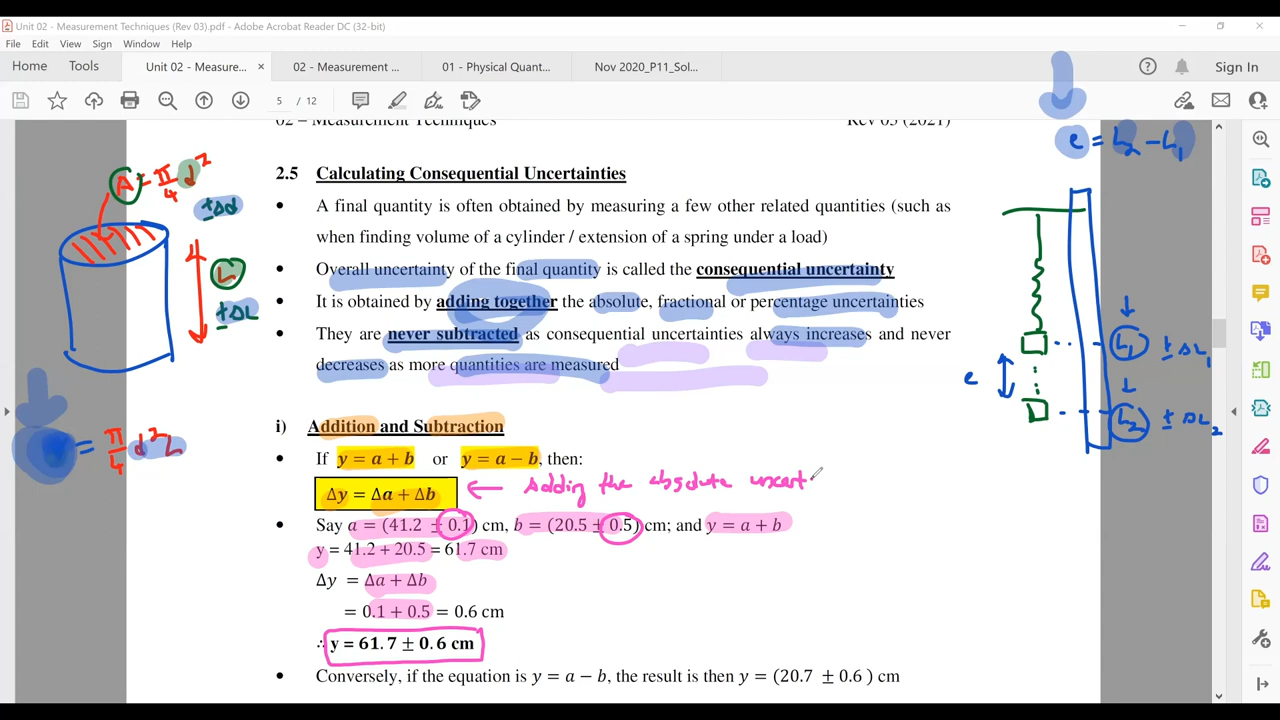 Unit 02 - Measurement Techniques (Rev 03).pdf - Adobe Acrobat Reader DC (32-bit)
File Edit View Sign Window Help
Home Tools Unit 02 - Measure... × 02 - Measurement ... 01 - Physical Quant... Nov 2020_P11_Sol... Sign In
5 / 12
e = L2 - L1
2.5 Calculating Consequential Uncertainties
A = π/4 d²
± Δd
L
± ΔL
= π/4 d² L
• A final quantity is often obtained by measuring a few other related quantities (such as
when finding volume of a cylinder / extension of a spring under a load)
• Overall uncertainty of the final quantity is called the consequential uncertainty
• It is obtained by adding together the absolute, fractional or percentage uncertainties
• They are never subtracted as consequential uncertainties always increases and never
decreases as more quantities are measured
L1 ± ΔL1
e
L2 ± ΔL2
i) Addition and Subtraction
• If y = a + b or y = a − b, then:
Δy = Δa + Δb ← Adding the absolute uncert
• Say a = (41.2 ± 0.1) cm, b = (20.5 ± 0.5) cm; and y = a + b
y = 41.2 + 20.5 = 61.7 cm
Δy = Δa + Δb
= 0.1 + 0.5 = 0.6 cm
∴ y = 61.7 ± 0.6 cm
• Conversely, if the equation is y = a − b, the result is then y = (20.7 ± 0.6 ) cm